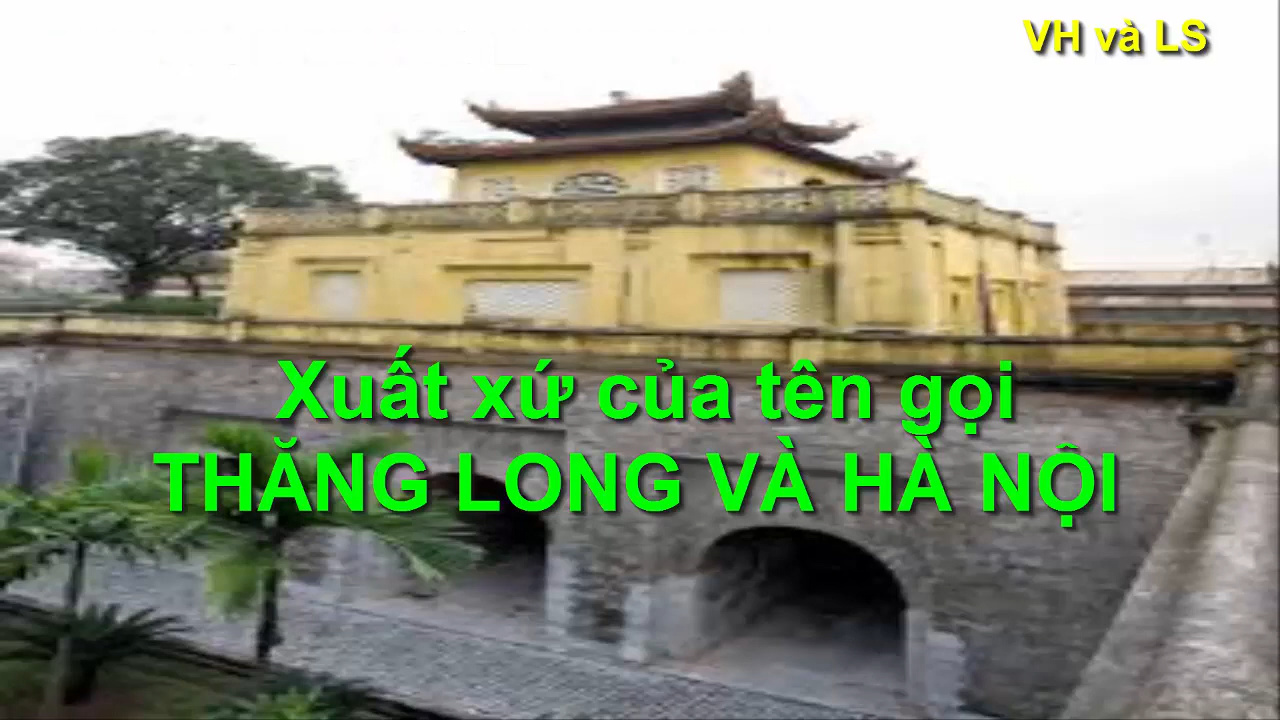 VH và LS
Xuất xứ của tên gọi
THĂNG LONG VÀ HÀ NỘI